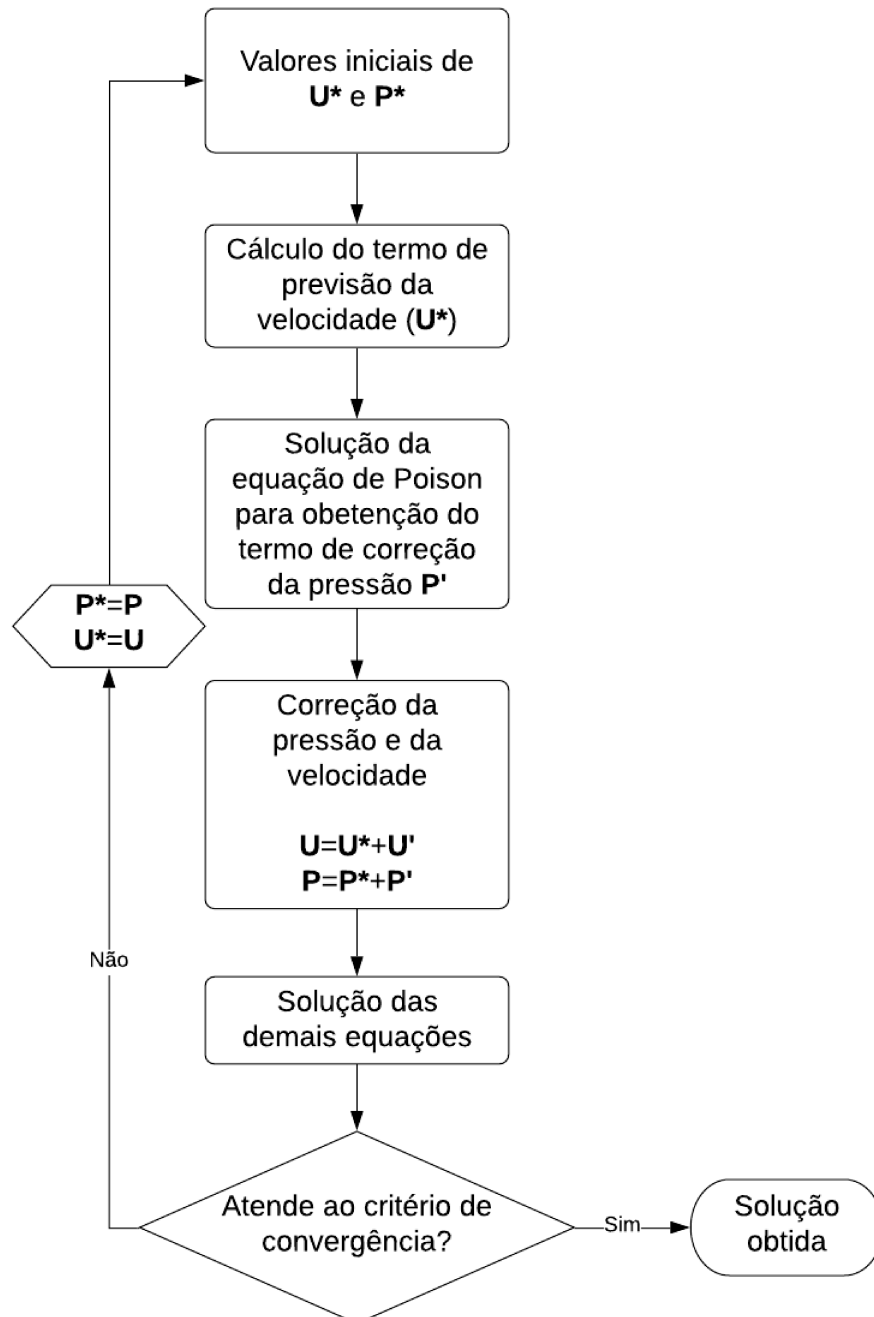 Valores iniciais de
U* e P*
Cálculo do termo de
previsão da
velocidade (U*)
Solução da
equação de Poison
para obetenção do
termo de correção
da pressão P'
P*=P
U*=U
Correção da
pressão e da
velocidade
U=U*+U'
P=P*+P'
Não
Solução das
demais equações
Atende ao critério de
convergência?
Sim
Solução
obtida